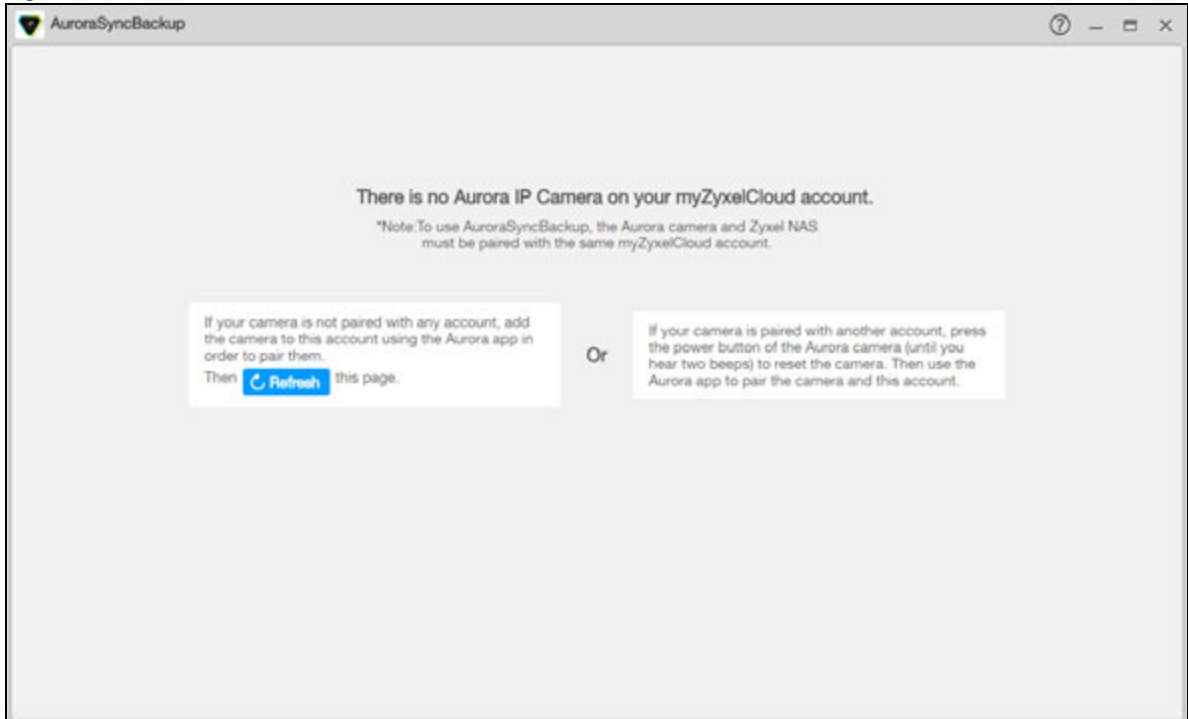 AuroraSyncBackup
There is no Aurora IP Camera on your myZyxelCloud account.
*Note:To use AuroraSyncBackup, the Aurora camera and Zyxel NAS
must be paired with the same myZyxelCloud account.
If your camera is not paired with any account, add
the camera to this account using the Aurora app in
order to pair them.
Then Refresh this page.
Or
If your camera is paired with another account, press
the power button of the Aurora camera (until you
hear two beeps) to reset the camera. Then use the
Aurora app to pair the camera and this account.